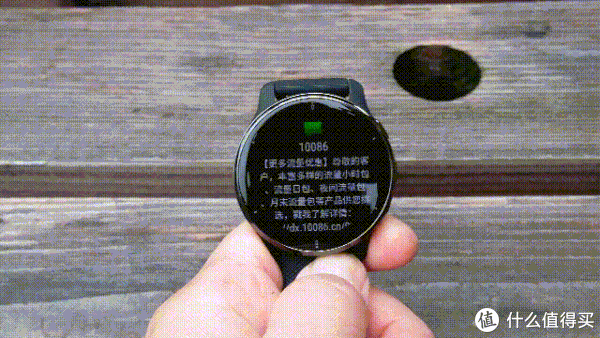 10086
【更多流量优惠】尊敬的客
户，丰富多样的流量小时包
、流量日包、夜间流量包、
月末流量包等产品供您挑
选，戳我了解详情：
dx.10086.cn/
值 什么值得买